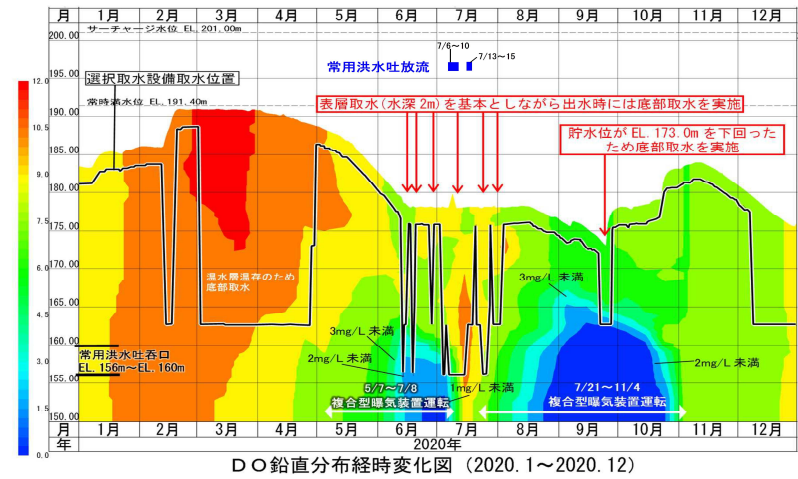 月 1月 2月 3月 4月 5月 6月 7月 8月 9月 10月 11月 12月
200.00
サーチャージ水位 EL.201.00m
7/6～10
7/13～15
常用洪水吐放流
195.00
選択取水設備取水位置
190.00
常時満水位 EL.191.40m
表層取水(水深2m)を基本としながら出水時には底部取水を実施
貯水位がEL.173.0mを下回った
ため底部取水を実施
185.00
180.00
175.00
170.00
165.00
160.00
155.00
150.00
12.0
10.5
9.0
7.5
6.0
4.5
3.0
1.5
0.0
温水層温存のため
底部取水
3mg/L 未満
3mg/L 未満
2mg/L 未満
2mg/L 未満
1mg/L 未満
常用洪水吐呑口
EL.156m～EL.160m
5/7～7/8
複合型曝気装置運転
7/21～11/4
複合型曝気装置運転
月 1月 2月 3月 4月 5月 6月 7月 8月 9月 10月 11月 12月
年 2020年
ＤＯ鉛直分布経時変化図（2020.1～2020.12）